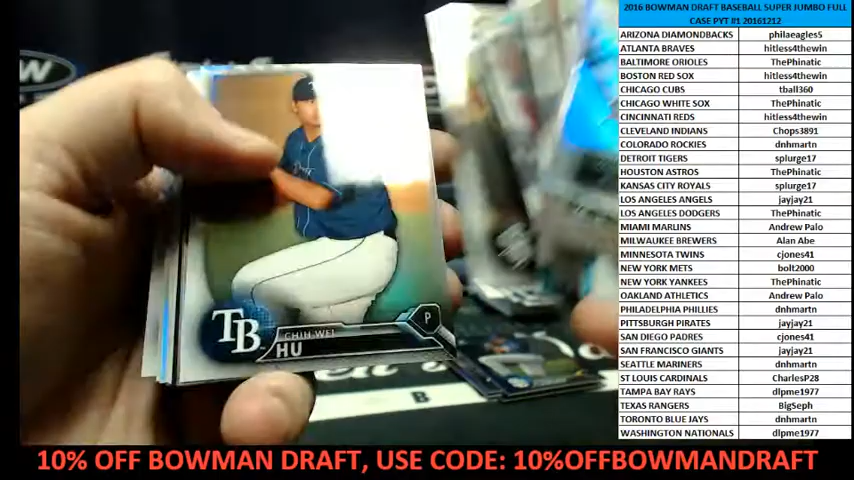 2016 BOWMAN DRAFT BASEBALL SUPER JUMBO FULL
CASE PYT #1 20161212
ARIZONA DIAMONDBACKS philaeagles5
ATLANTA BRAVES hitless4thewin
BALTIMORE ORIOLES ThePhinatic
BOSTON RED SOX hitless4thewin
CHICAGO CUBS tball360
CHICAGO WHITE SOX ThePhinatic
CINCINNATI REDS hitless4thewin
CLEVELAND INDIANS Chops3891
COLORADO ROCKIES dnhmartn
DETROIT TIGERS splurge17
HOUSTON ASTROS ThePhinatic
KANSAS CITY ROYALS splurge17
LOS ANGELES ANGELS jayjay21
LOS ANGELES DODGERS ThePhinatic
MIAMI MARLINS Andrew Palo
MILWAUKEE BREWERS Alan Abe
MINNESOTA TWINS cjones41
NEW YORK METS bolt2000
NEW YORK YANKEES ThePhinatic
OAKLAND ATHLETICS Andrew Palo
PHILADELPHIA PHILLIES dnhmartn
PITTSBURGH PIRATES jayjay21
SAN DIEGO PADRES cjones41
SAN FRANCISCO GIANTS jayjay21
SEATTLE MARINERS dnhmartn
ST LOUIS CARDINALS CharlesP28
TAMPA BAY RAYS dlpme1977
TEXAS RANGERS BigSeph
TORONTO BLUE JAYS dnhmartn
WASHINGTON NATIONALS dlpme1977
TB
CHIH-WEI
HU
P
B
10% OFF BOWMAN DRAFT, USE CODE: 10%OFFBOWMANDRAFT